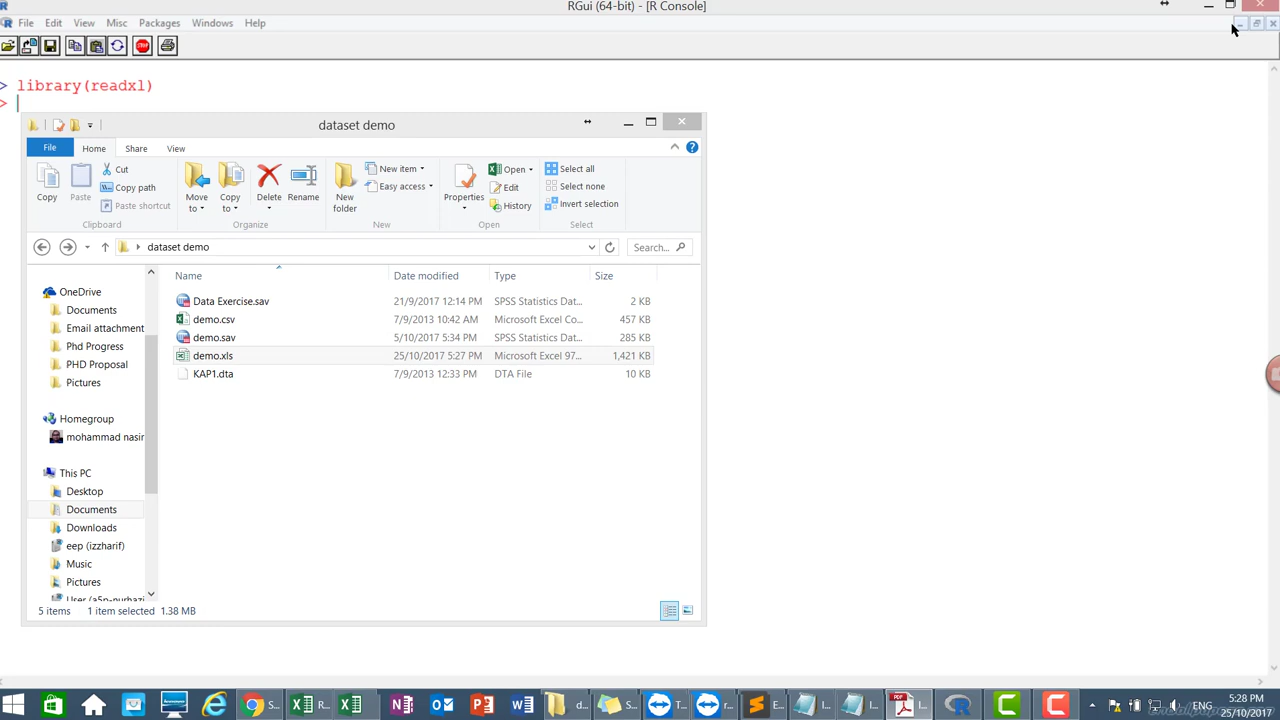 RGui (64-bit) - [R Console]
File Edit View Misc Packages Windows Help
> library(readxl)
>
dataset demo
File Home Share View
Copy Paste Cut Copy path Paste shortcut
Move to Copy to Delete Rename
New folder New item Easy access
Properties Open Edit History
Select all Select none Invert selection
Clipboard Organize New Open Select
dataset demo Search...
Name Date modified Type Size
Data Exercise.sav 21/9/2017 12:14 PM SPSS Statistics Dat... 2 KB
demo.csv 7/9/2013 10:42 AM Microsoft Excel Co... 457 KB
demo.sav 5/10/2017 5:34 PM SPSS Statistics Dat... 285 KB
demo.xls 25/10/2017 5:27 PM Microsoft Excel 97... 1,421 KB
KAP1.dta 7/9/2013 12:33 PM DTA File 10 KB
OneDrive
Documents
Email attachment
Phd Progress
PHD Proposal
Pictures
Homegroup
mohammad nasir
This PC
Desktop
Documents
Downloads
eep (izzharif)
Music
Pictures
5 items 1 item selected 1.38 MB
S... R... d... S... T... r... E... I... I...
ENG
5:28 PM
25/10/2017